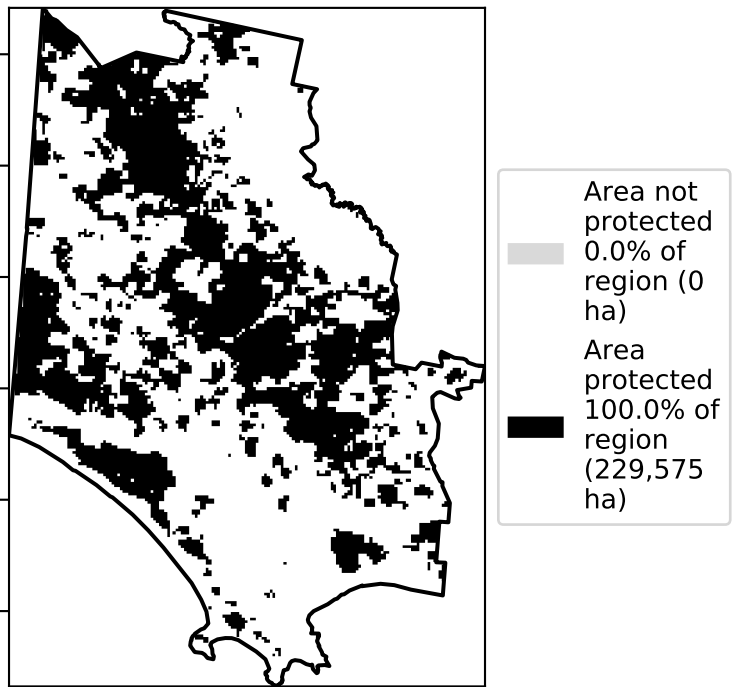 Area not
protected
0.0% of
region (0
ha)
Area
protected
100.0% of
region
(229,575
ha)